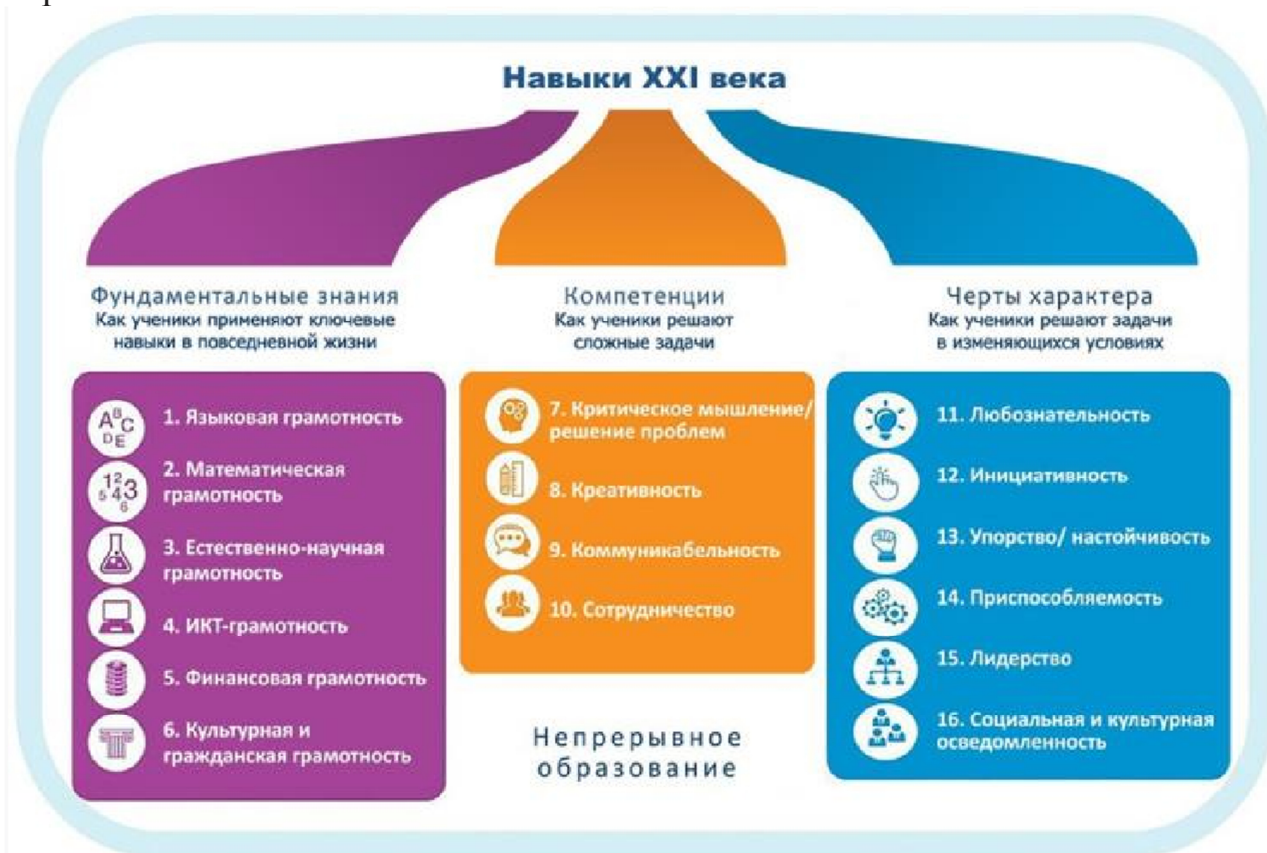 Навыки XXI века
Фундаментальные знания
Как ученики применяют ключевые
навыки в повседневной жизни
1. Языковая грамотность
2. Математическая
грамотность
3. Естественно-научная
грамотность
4. ИКТ-грамотность
5. Финансовая грамотность
6. Культурная и
гражданская грамотность
Компетенции
Как ученики решают
сложные задачи
7. Критическое мышление/
решение проблем
8. Креативность
9. Коммуникабельность
10. Сотрудничество
Непрерывное
образование
Черты характера
Как ученики решают задачи
в изменяющихся условиях
11. Любознательность
12. Инициативность
13. Упорство/ настойчивость
14. Приспособляемость
15. Лидерство
16. Социальная и культурная
осведомленность